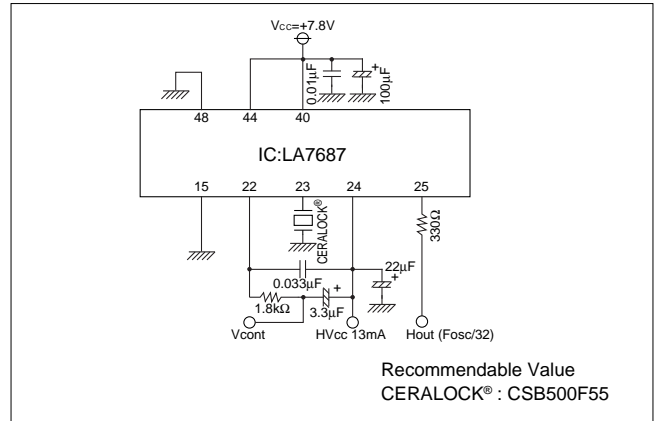 Vcc=+7.8V
0.01µF
100µF
+
48 44 40
IC:LA7687
15 22 23 24 25
CERALOCK®
330Ω
0.033µF
22µF
+
1.8kΩ
3.3µF
+
Vcont
HVcc 13mA
Hout (Fosc/32)
Recommendable Value
CERALOCK® : CSB500F55